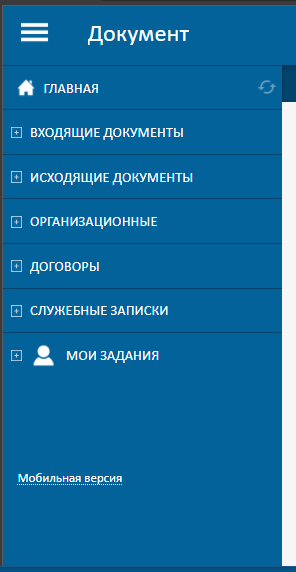 Документ
ГЛАВНАЯ
ВХОДЯЩИЕ ДОКУМЕНТЫ
ИСХОДЯЩИЕ ДОКУМЕНТЫ
ОРГАНИЗАЦИОННЫЕ
ДОГОВОРЫ
СЛУЖЕБНЫЕ ЗАПИСКИ
МОИ ЗАДАНИЯ
Мобильная версия